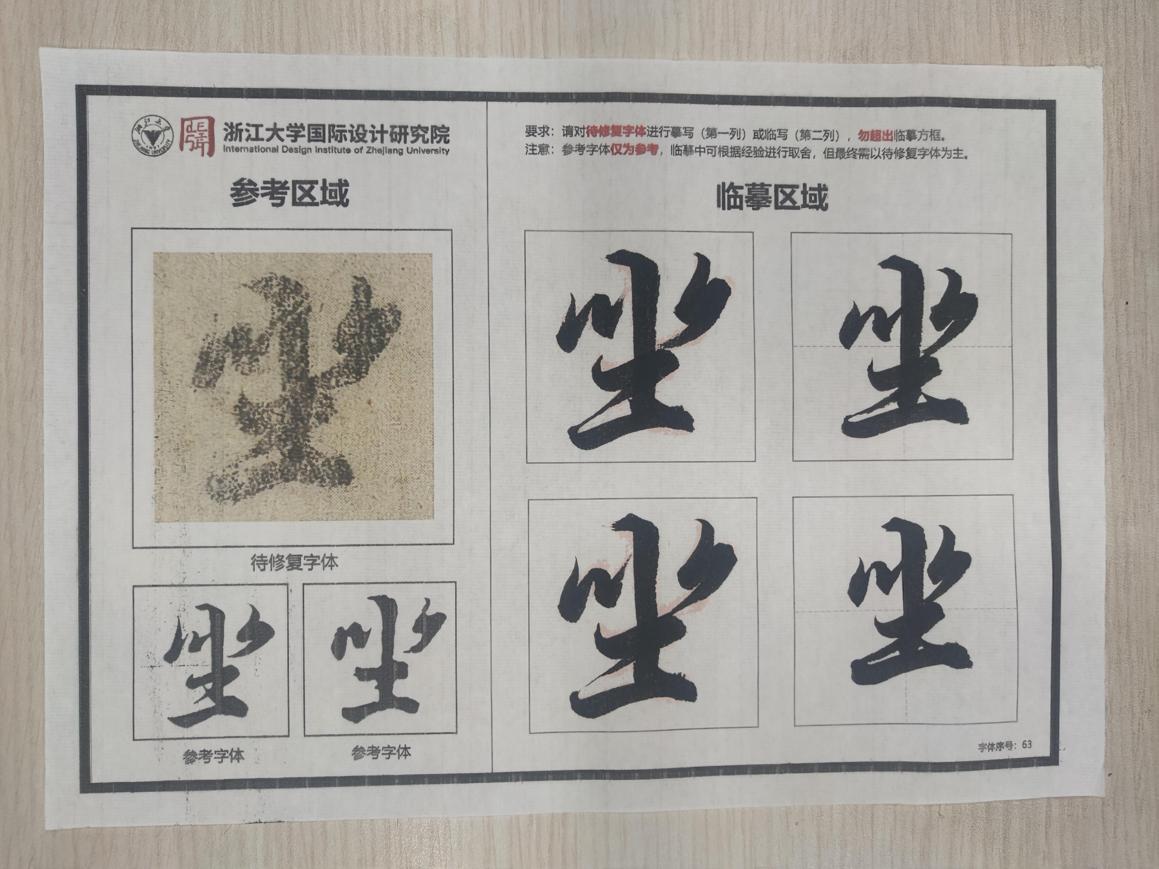 浙江大学国际设计研究院
International Design Institute of Zhejiang University
参考区域
坐
待修复字体
坐
坐
参考字体
参考字体
要求：请对待修复字体进行摹写（第一列）或临写（第二列），勿超出临摹方框。
注意：参考字体仅为参考，临摹中可根据经验进行取舍，但最终需以待修复字体为主。
临摹区域
坐
坐
坐
坐
字体序号：63